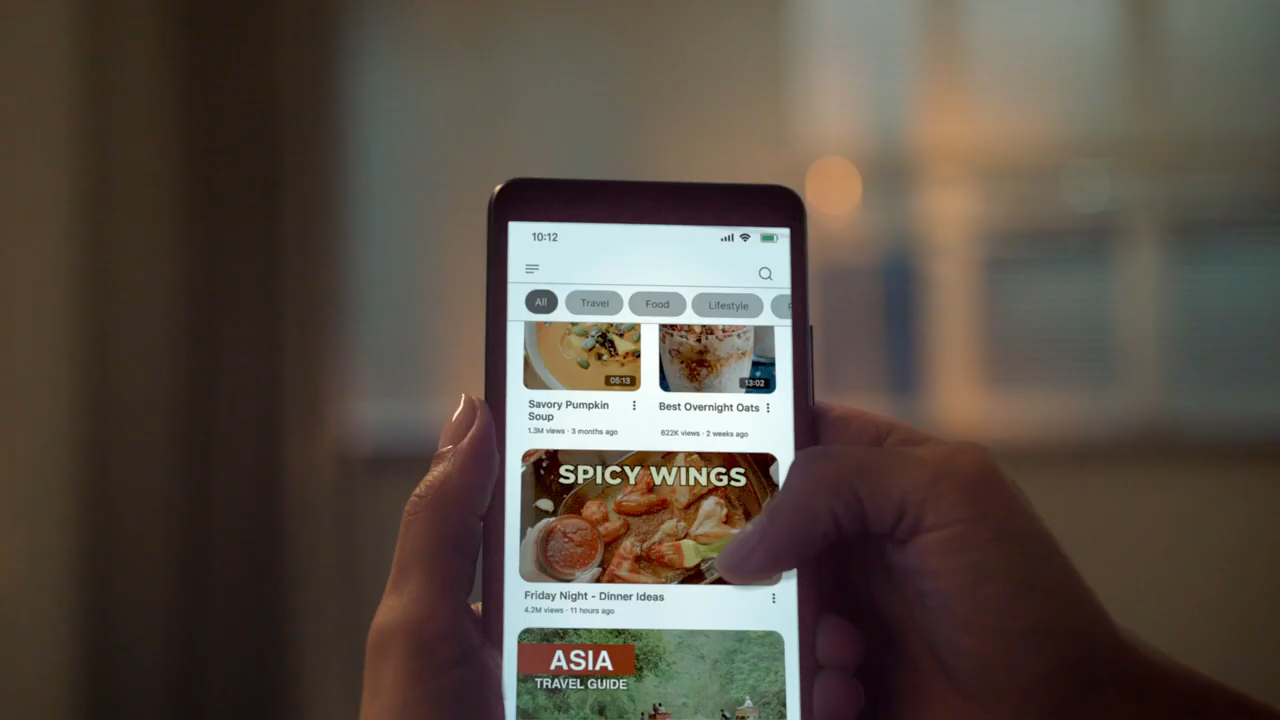 10:12
All Travel Food Lifestyle
05:13
13:02
Savory Pumpkin
Soup
1.3M views · 3 months ago
Best Overnight Oats
622K views · 2 weeks ago
SPICY WINGS
Friday Night - Dinner Ideas
4.2M views · 11 hours ago
ASIA
TRAVEL GUIDE